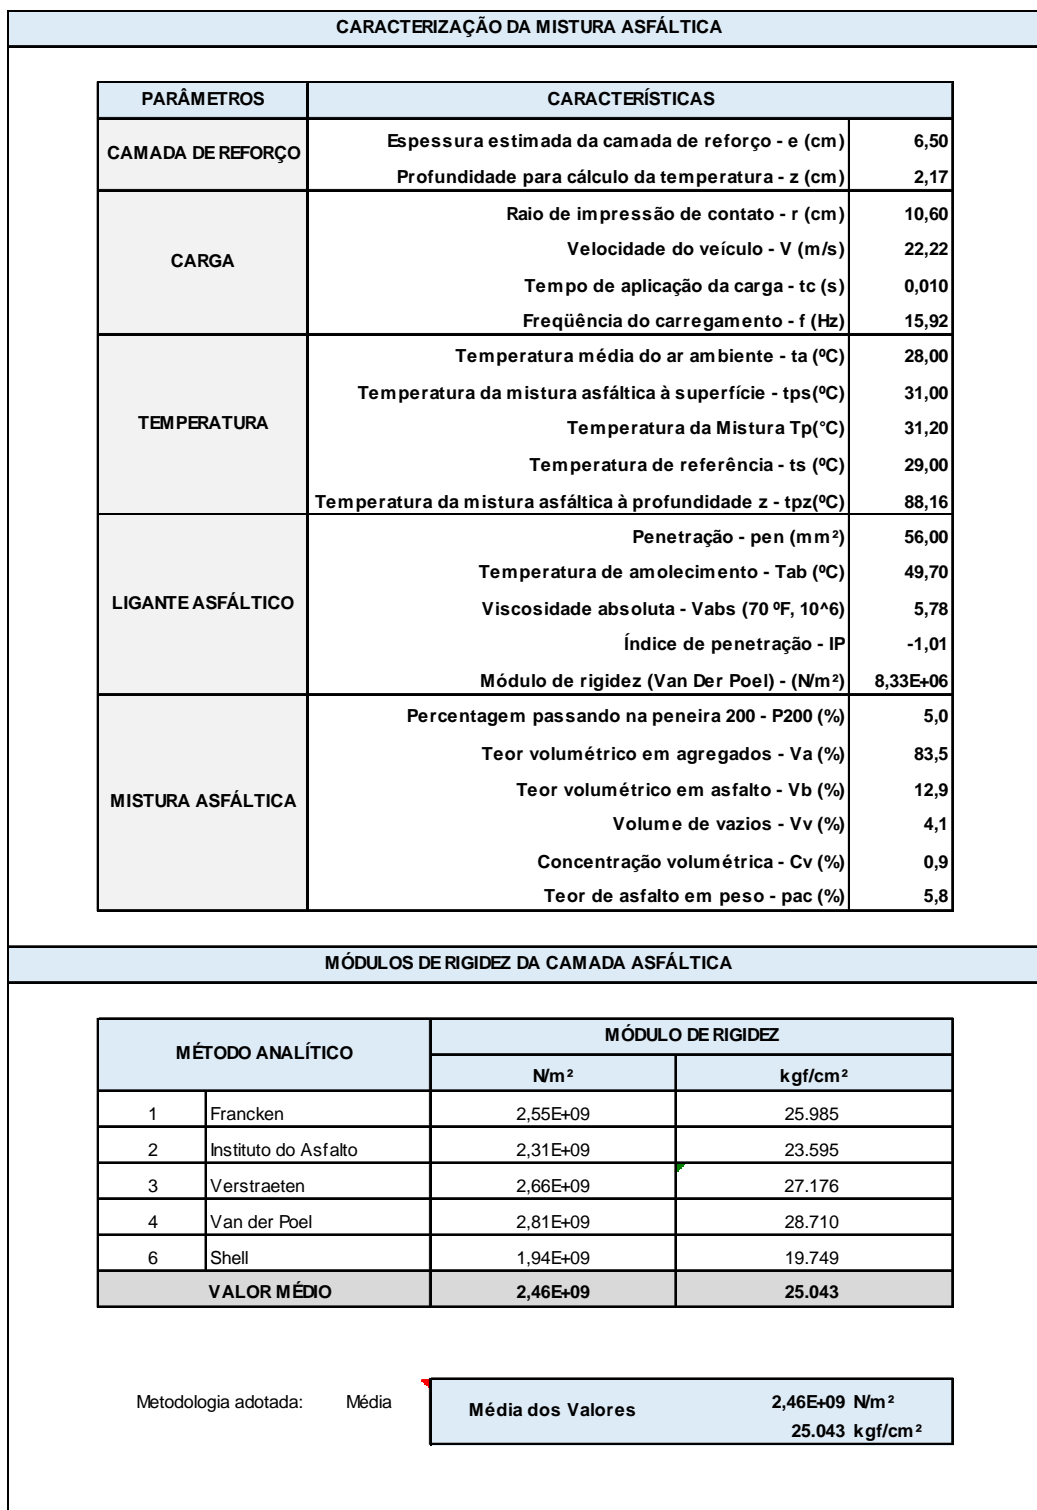 CARACTERIZAÇÃO DA MISTURA ASFÁLTICA
PARÂMETROS CARACTERÍSTICAS
CAMADA DE REFORÇO
Espessura estimada da camada de reforço - e (cm) 6,50
Profundidade para cálculo da temperatura - z (cm) 2,17
CARGA
Raio de impressão de contato - r (cm) 10,60
Velocidade do veículo - V (m/s) 22,22
Tempo de aplicação da carga - tc (s) 0,010
Freqüência do carregamento - f (Hz) 15,92
TEMPERATURA
Temperatura média do ar ambiente - ta (ºC) 28,00
Temperatura da mistura asfáltica à superfície - tps(ºC) 31,00
Temperatura da Mistura Tp(°C) 31,20
Temperatura de referência - ts (ºC) 29,00
Temperatura da mistura asfáltica à profundidade z - tpz(ºC) 88,16
LIGANTE ASFÁLTICO
Penetração - pen (mm²) 56,00
Temperatura de amolecimento - Tab (ºC) 49,70
Viscosidade absoluta - Vabs (70 ºF, 10^6) 5,78
Índice de penetração - IP -1,01
Módulo de rigidez (Van Der Poel) - (N/m²) 8,33E+06
MISTURA ASFÁLTICA
Percentagem passando na peneira 200 - P200 (%) 5,0
Teor volumétrico em agregados - Va (%) 83,5
Teor volumétrico em asfalto - Vb (%) 12,9
Volume de vazios - Vv (%) 4,1
Concentração volumétrica - Cv (%) 0,9
Teor de asfalto em peso - pac (%) 5,8
MÓDULOS DE RIGIDEZ DA CAMADA ASFÁLTICA
MÉTODO ANALÍTICO MÓDULO DE RIGIDEZ
N/m² kgf/cm²
1 Francken 2,55E+09 25.985
2 Instituto do Asfalto 2,31E+09 23.595
3 Verstraeten 2,66E+09 27.176
4 Van der Poel 2,81E+09 28.710
6 Shell 1,94E+09 19.749
VALOR MÉDIO 2,46E+09 25.043
Metodologia adotada: Média
Média dos Valores 2,46E+09 N/m²
25.043 kgf/cm²